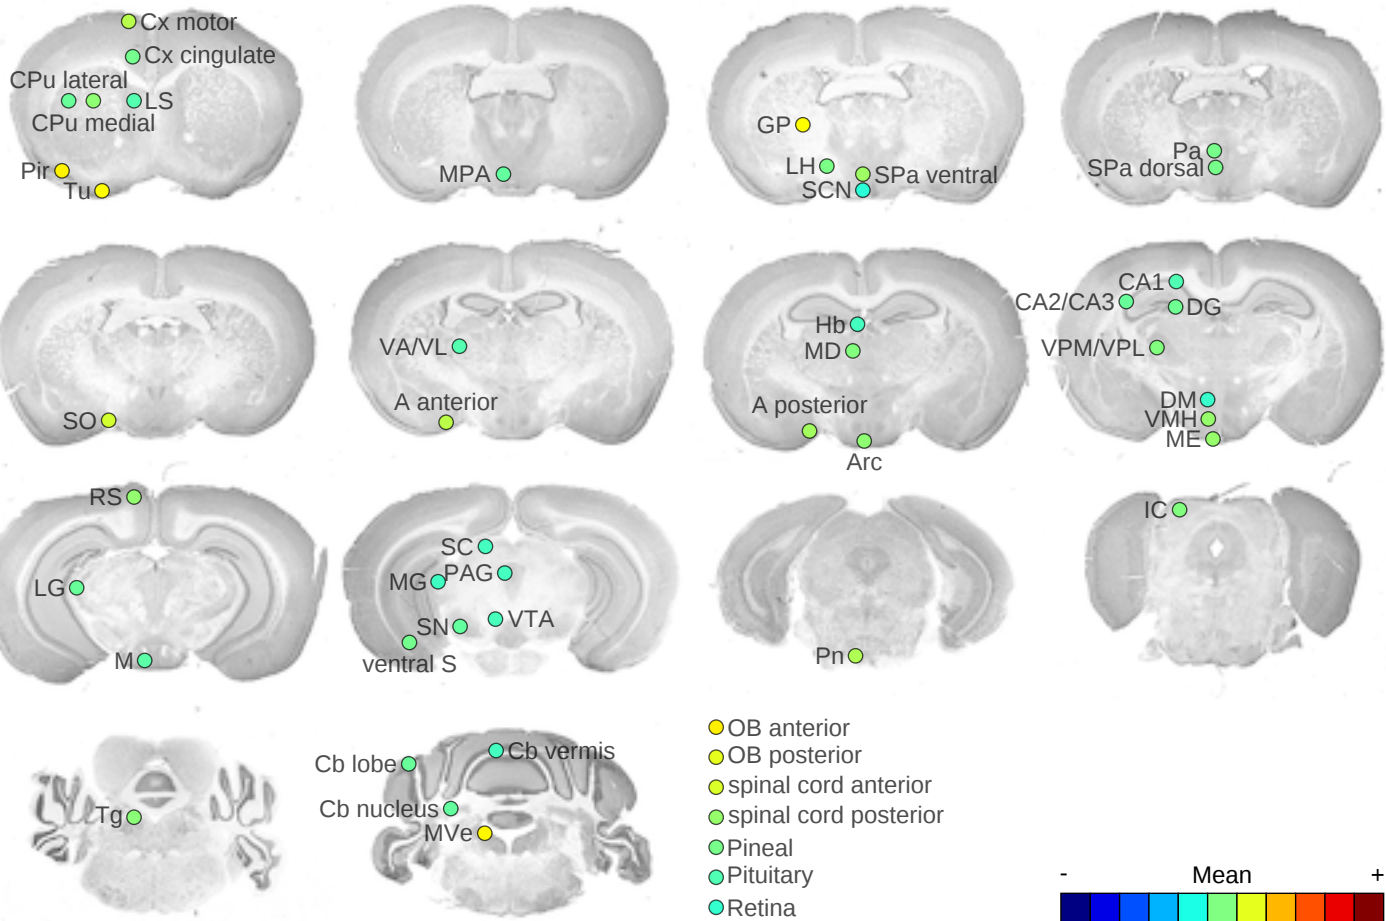 Cx motor
Cx cingulate
CPu lateral
LS
CPu medial
Pir
Tu
MPA
GP
LH
SPa ventral
SCN
Pa
SPa dorsal
SO
VA/VL
A anterior
Hb
MD
A posterior
Arc
CA1
CA2/CA3
DG
VPM/VPL
DM
VMH
ME
RS
LG
M
SC
PAG
MG
VTA
SN
ventral S
Pn
IC
Tg
Cb vermis
Cb lobe
Cb nucleus
MVe
OB anterior
OB posterior
spinal cord anterior
spinal cord posterior
Pineal
Pituitary
Retina
- Mean +